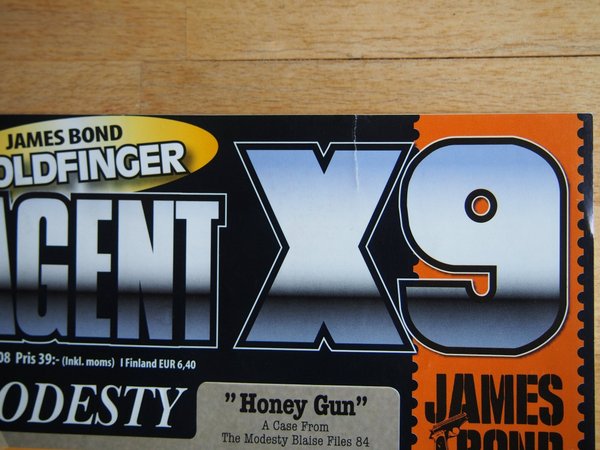 JAMES BOND
OLDFINGER
AGENT X9
08 Pris 39:- (Inkl. moms) I Finland EUR 6,40
ODESTY
"Honey Gun"
A Case From
The Modesty Blaise Files 84
JAMES
BOND